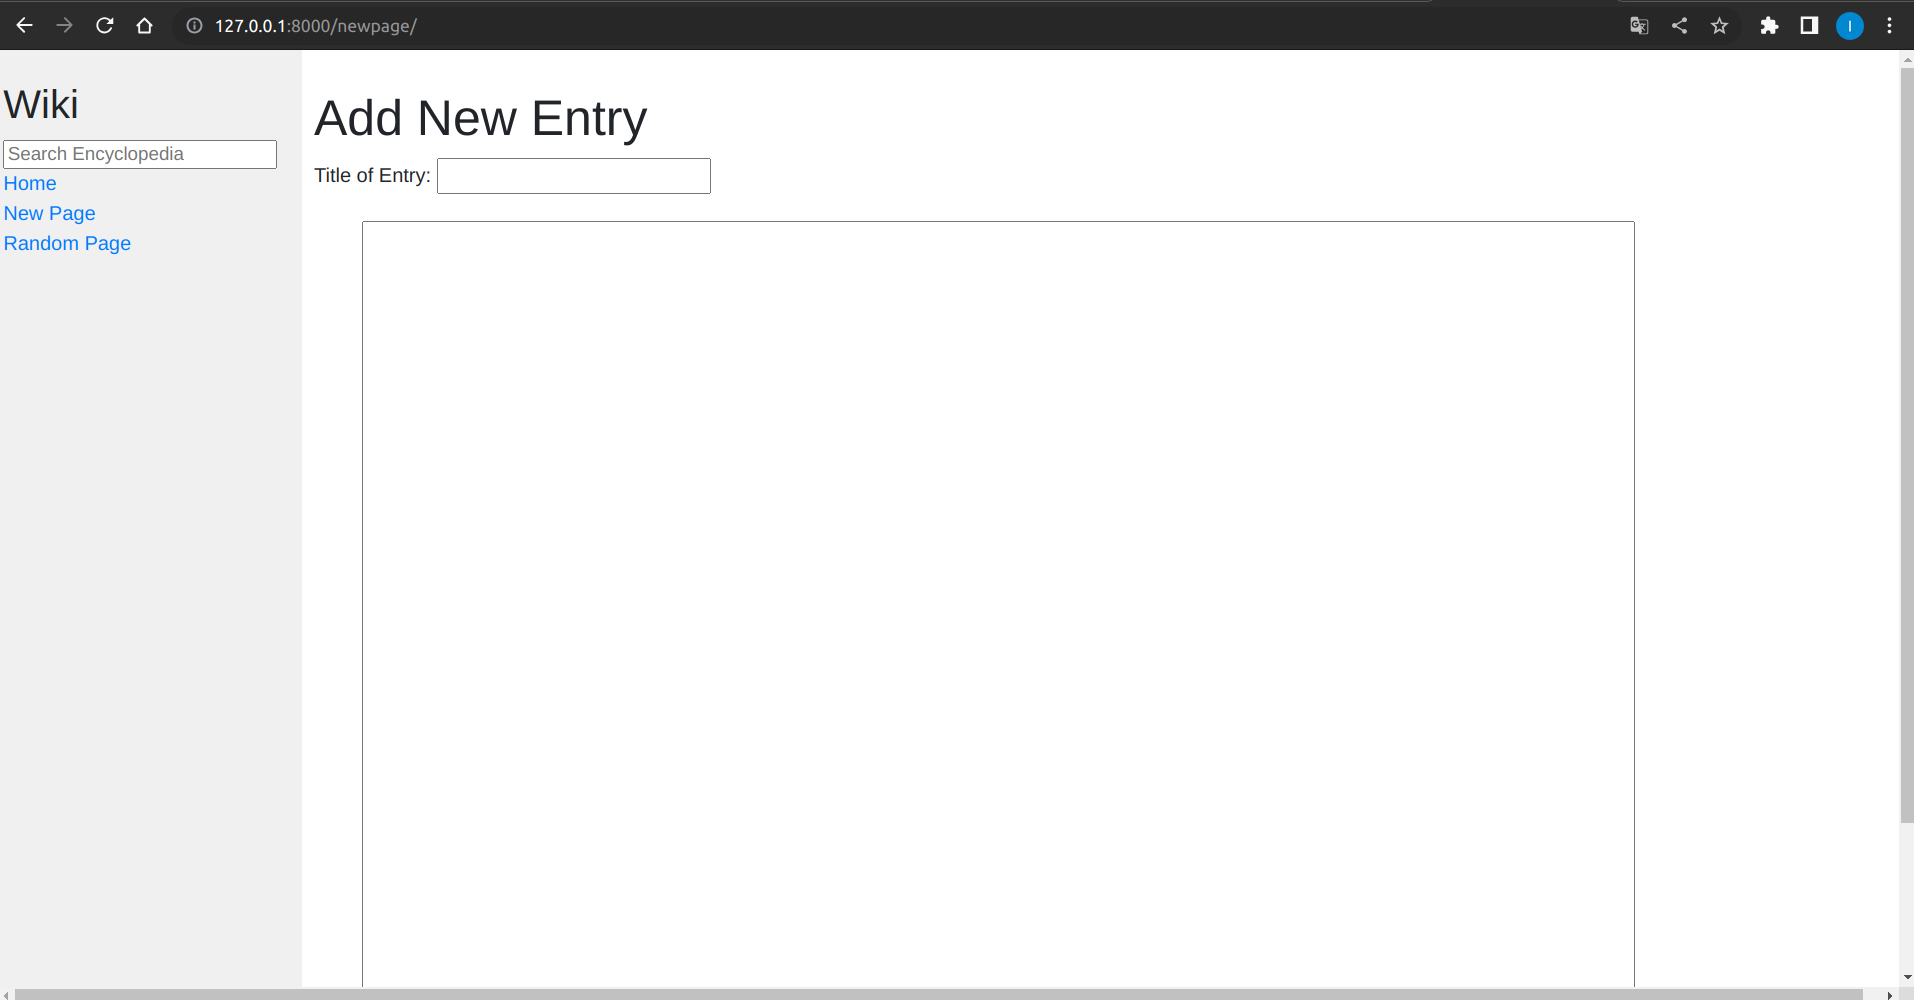 127.0.0.1:8000/newpage/
I
Wiki
Search Encyclopedia
Home
New Page
Random Page
Add New Entry
Title of Entry: